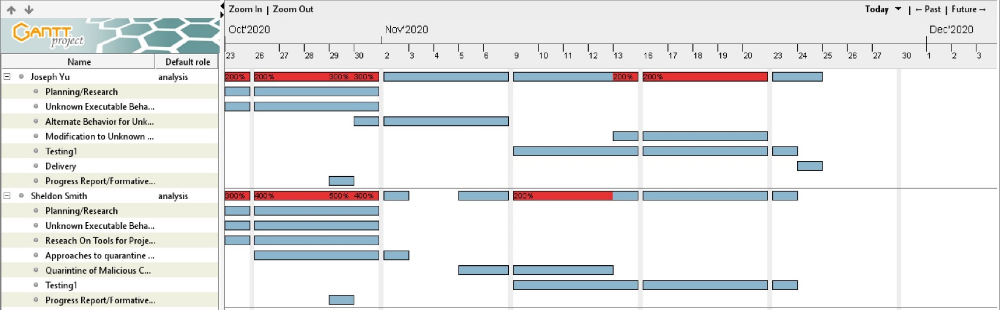 Zoom In | Zoom Out Today | ←Past | Future→
GANTT project
Oct'2020 Nov'2020 Dec'2020
23 26 27 28 29 30 2 3 4 5 6 9 10 11 12 13 16 17 18 19 20 23 24 25 26 27 30 1 2 3
Name Default role
Joseph Yu analysis 200% 200% 300% 300% 200% 200%
Planning/Research
Unknown Executable Beha...
Alternate Behavior for Unk...
Modification to Unknown ...
Testing1
Delivery
Progress Report/Formative...
Sheldon Smith analysis 300% 400% 500% 400% 200%
Planning/Research
Unknown Executable Beha...
Reseach On Tools for Proje...
Approaches to quarantine ...
Quarintine of Malicious C...
Testing1
Progress Report/Formative...